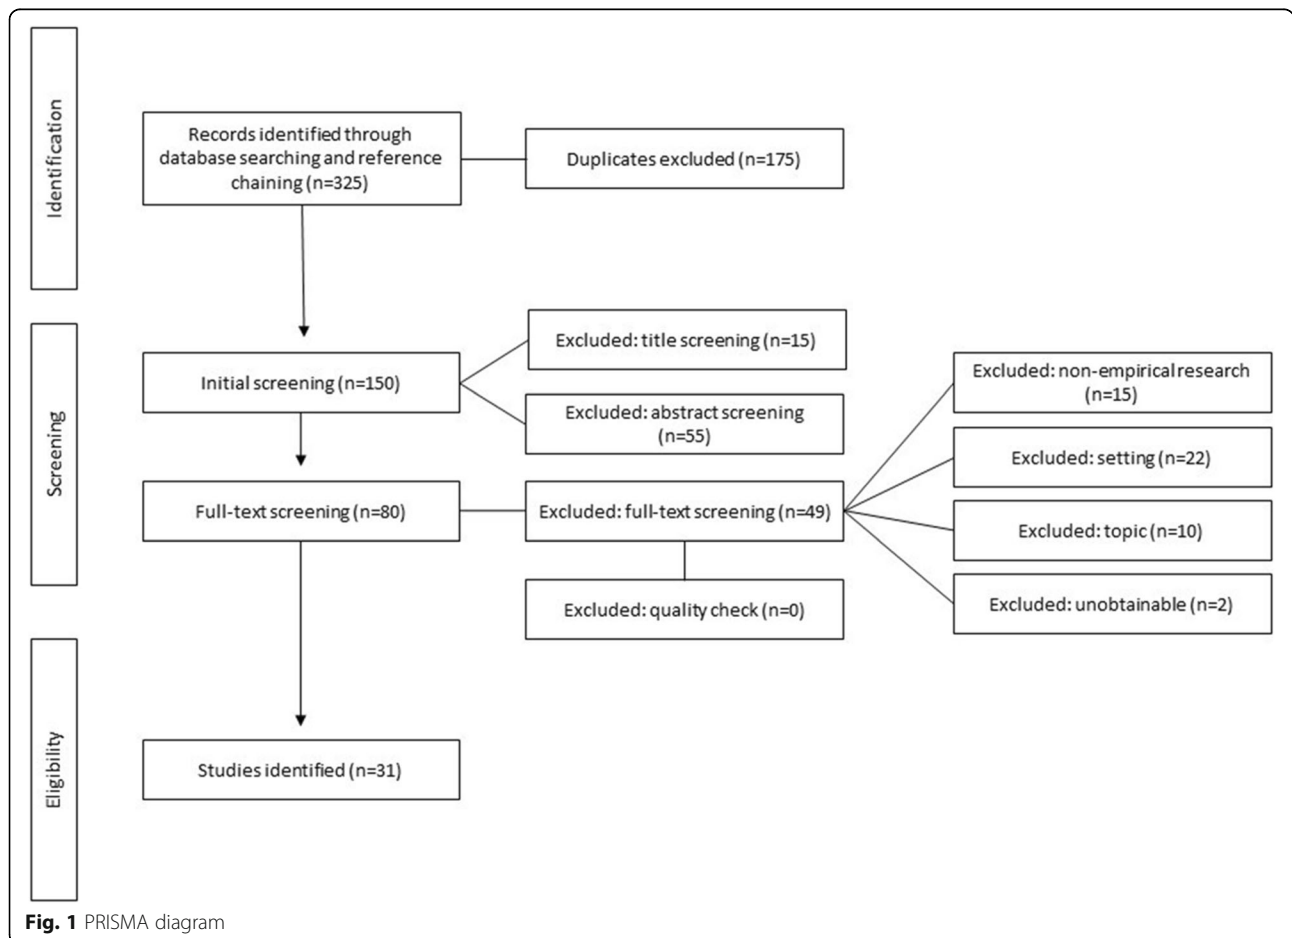 Identification
Records identified through
database searching and reference
chaining (n=325)
Duplicates excluded (n=175)
Screening
Initial screening (n=150)
Excluded: title screening (n=15)
Excluded: abstract screening
(n=55)
Full-text screening (n=80)
Excluded: full-text screening (n=49)
Excluded: quality check (n=0)
Excluded: non-empirical research
(n=15)
Excluded: setting (n=22)
Excluded: topic (n=10)
Excluded: unobtainable (n=2)
Eligibility
Studies identified (n=31)
Fig. 1 PRISMA diagram